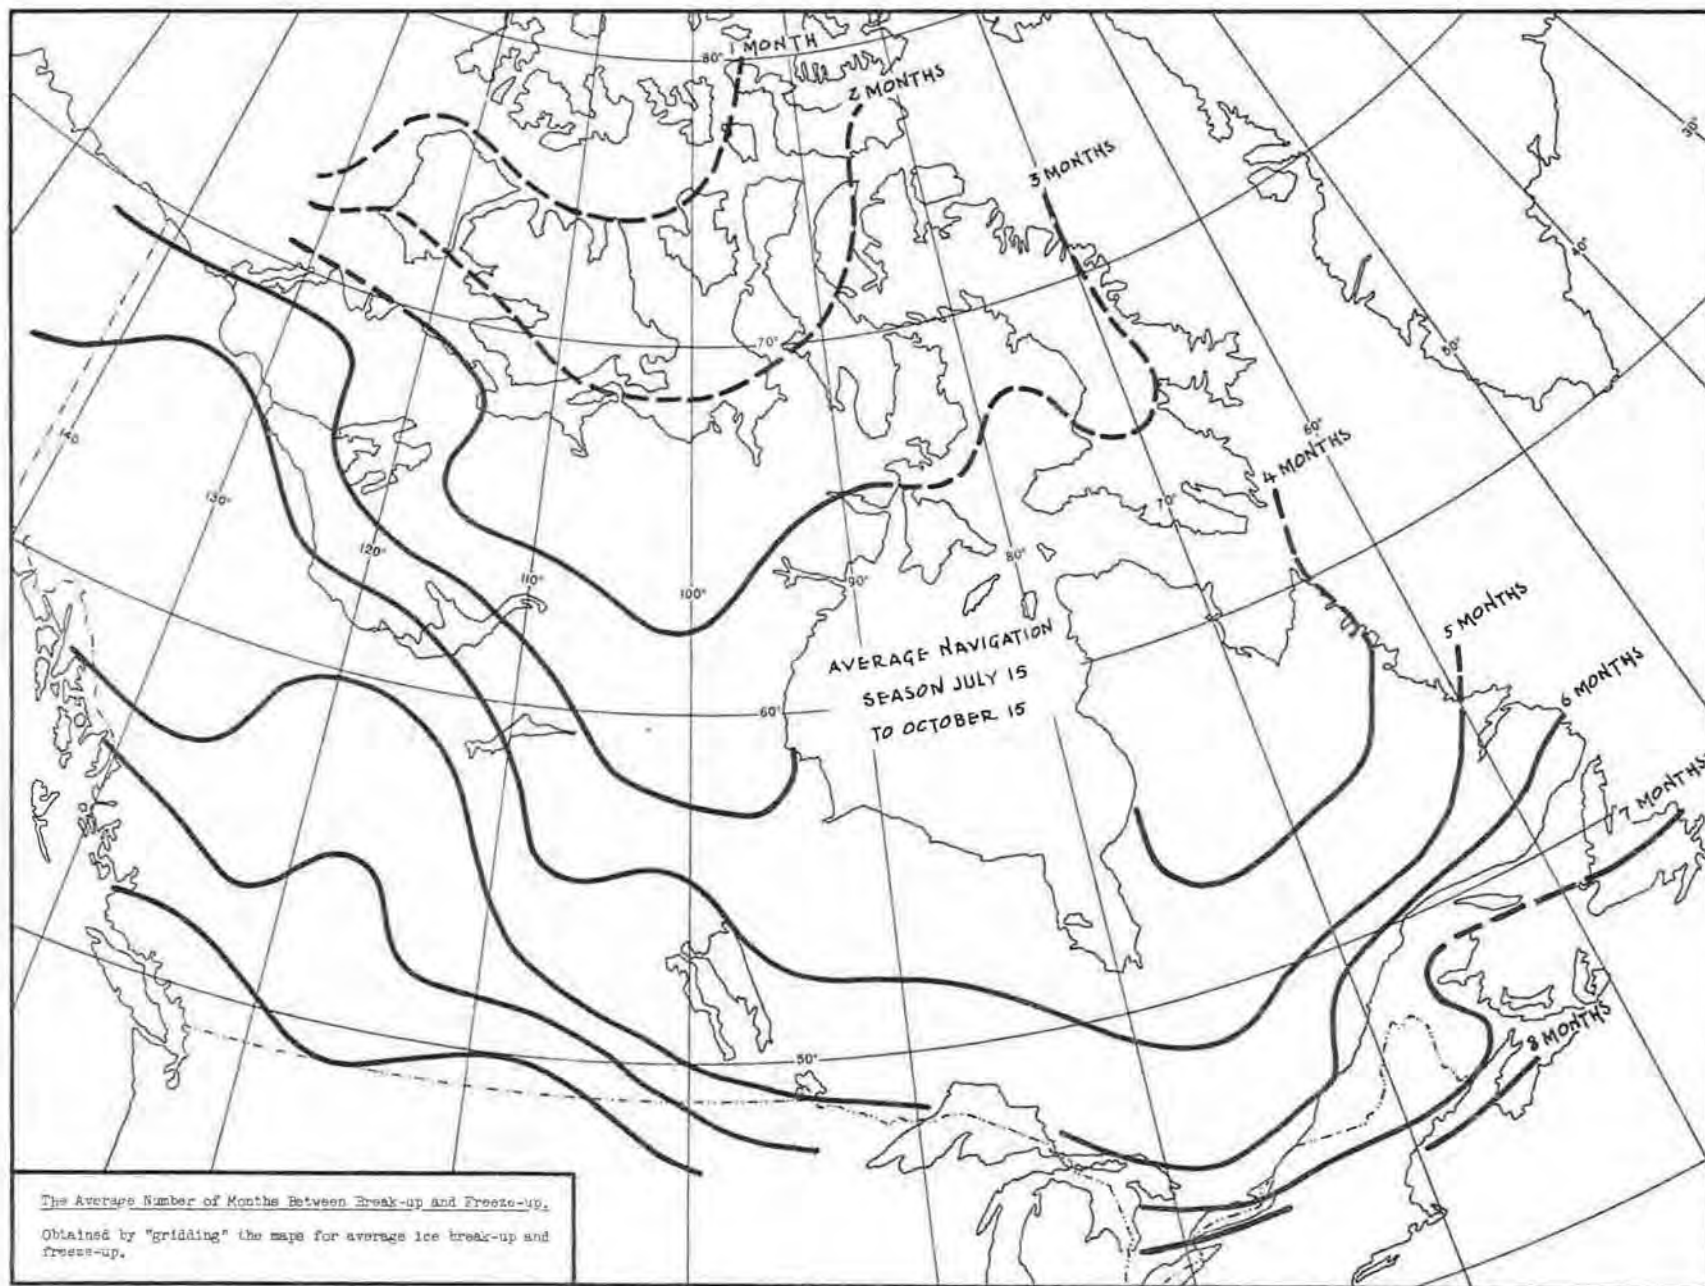 1 MONTH
80°
2 MONTHS
30°
3 MONTHS
40°
70°
50°
60°
4 MONTHS
140
130°
70°
120°
80°
110°
90°
100°
5 MONTHS
AVERAGE NAVIGATION
SEASON JULY 15
TO OCTOBER 15
6 MONTHS
60°
7 MONTHS
8 MONTHS
50°
The Average Number of Months Between Break-up and Freeze-up.
Obtained by "gridding" the maps for average ice break-up and
freeze-up.